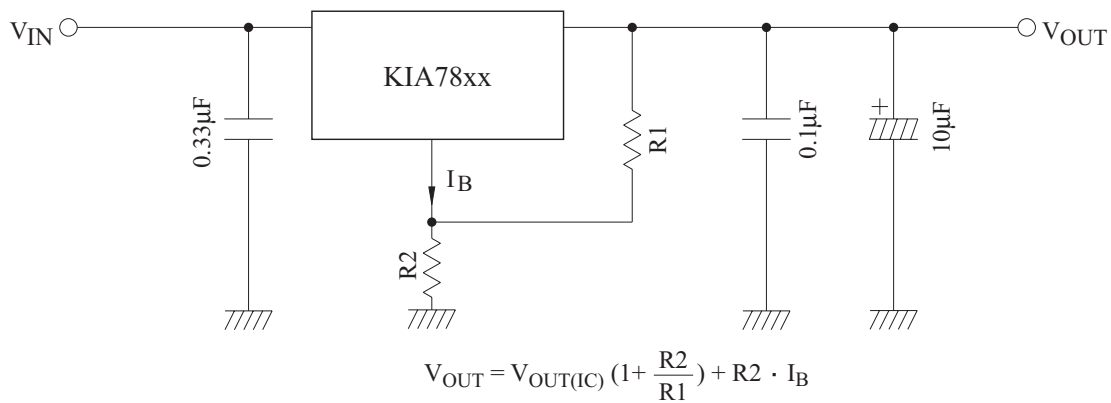 VIN
VOUT
KIA78xx
0.33µF
R1
0.1µF
+
10µF
IB
R2
VOUT = VOUT(IC) (1+ R2/R1) + R2 · IB